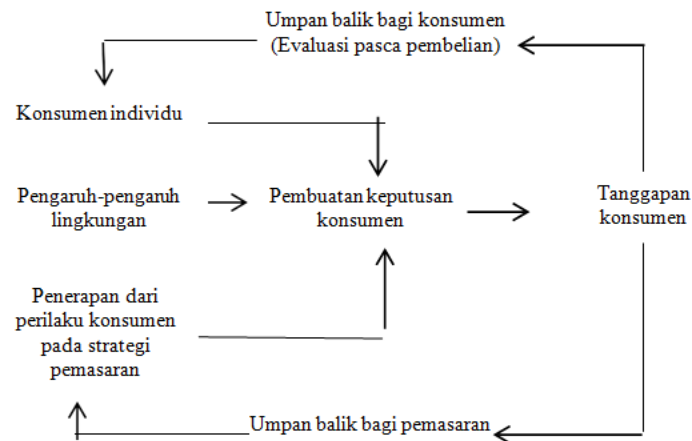 Umpan balik bagi konsumen
(Evaluasi pasca pembelian)
Konsumen individu
Pengaruh-pengaruh
lingkungan
Pembuatan keputusan
konsumen
Tanggapan
konsumen
Penerapan dari
perilaku konsumen
pada strategi
pemasaran
Umpan balik bagi pemasaran